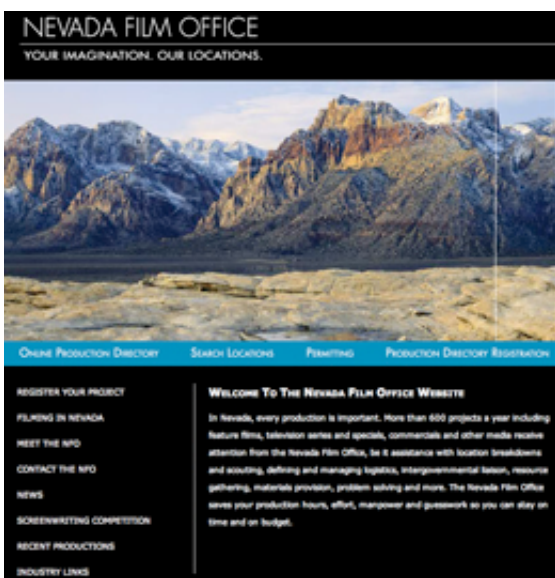 NEVADA FILM OFFICE
YOUR IMAGINATION. OUR LOCATIONS.
ONLINE PRODUCTION DIRECTORY SEARCH LOCATIONS PERMITTING PRODUCTION DIRECTORY REGISTRATION
REGISTER YOUR PROJECT
FILMING IN NEVADA
MEET THE NFO
CONTACT THE NFO
NEWS
SCREENWRITING COMPETITION
RECENT PRODUCTIONS
INDUSTRY LINKS
WELCOME TO THE NEVADA FILM OFFICE WEBSITE
In Nevada, every production is important. More than 600 projects a year including
feature films, television series and specials, commercials and other media receive
attention from the Nevada Film Office, be it assistance with location breakdowns
and scouting, defining and managing logistics, intergovernmental liaison, resource
gathering, materials provision, problem solving and more. The Nevada Film Office
saves your production hours, effort, manpower and guesswork so you can stay on
time and on budget.